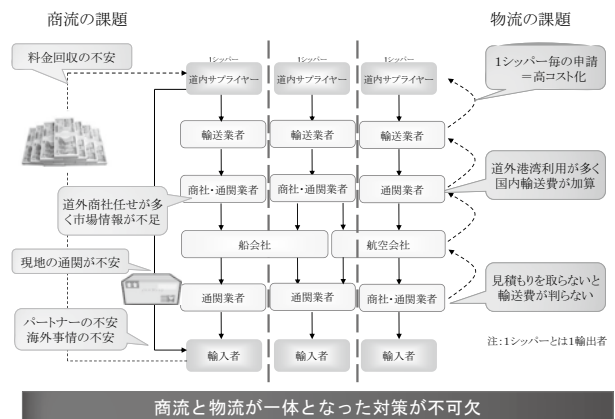 商流の課題
物流の課題
料金回収の不安
1シッパー
1シッパー
1シッパー
道内サプライヤー
道内サプライヤー
道内サプライヤー
1シッパー毎の申請
＝高コスト化
輸送業者
輸送業者
輸送業者
道外港湾利用が多く
国内輸送費が加算
商社・通関業者
商社・通関業者
通関業者
道外商社任せが多
く市場情報が不足
船会社
航空会社
現地の通関が不安
見積もりを取らないと
輸送費が判らない
通関業者
通関業者
商社・通関業者
パートナーの不安
海外事情の不安
注：1シッパーとは1輸出者
輸入者
輸入者
輸入者
商流と物流が一体となった対策が不可欠